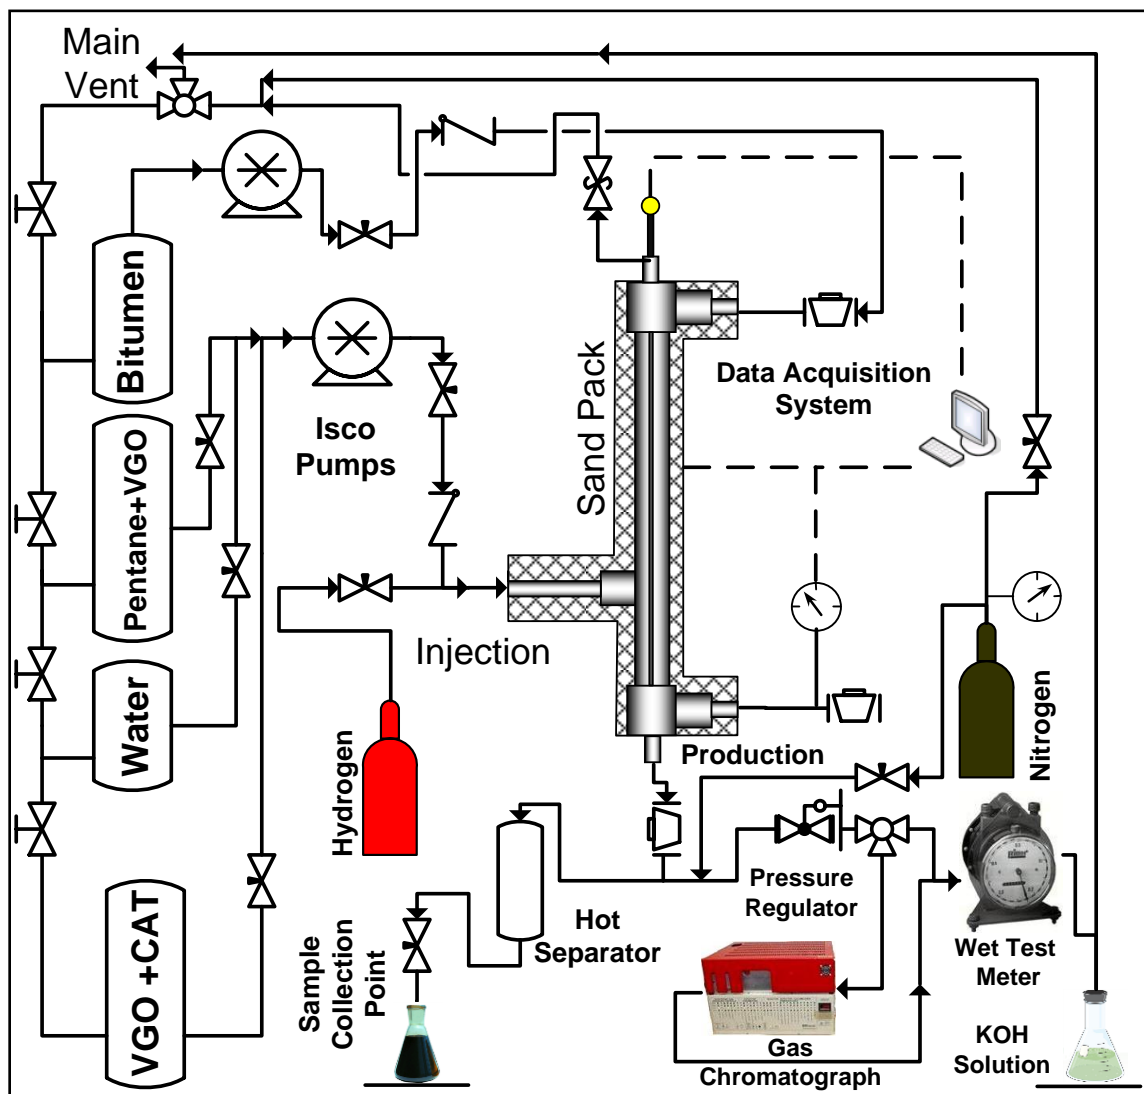 Main
Vent
Bitumen
Pentane+VGO
Water
VGO +CAT
Isco
Pumps
Sand Pack
Data Acquisition
System
Injection
Hydrogen
Production
Nitrogen
Pressure
Regulator
Hot
Separator
Sample
Collection
Point
Wet Test
Meter
Gas
Chromatograph
KOH
Solution